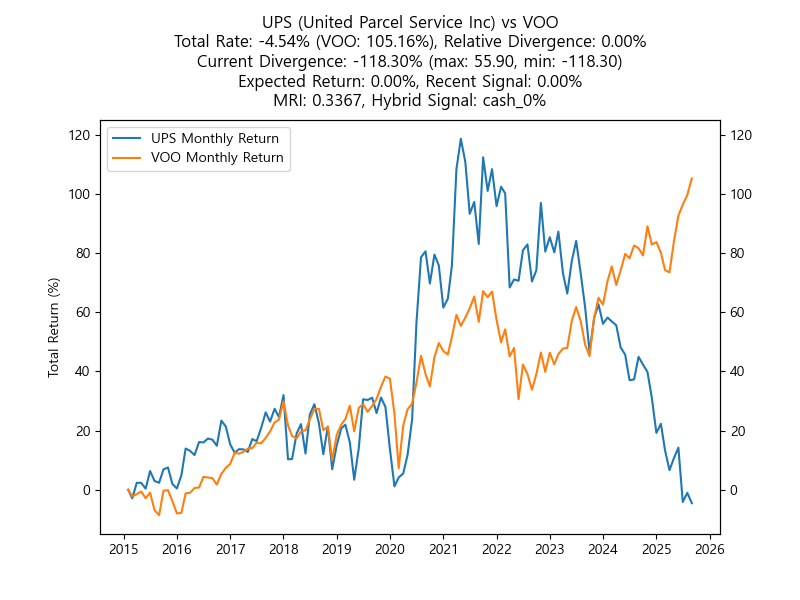 UPS (United Parcel Service Inc) vs VOO
Total Rate: -4.54% (VOO: 105.16%), Relative Divergence: 0.00%
Current Divergence: -118.30% (max: 55.90, min: -118.30)
Expected Return: 0.00%, Recent Signal: 0.00%
MRI: 0.3367, Hybrid Signal: cash_0%
UPS Monthly Return
VOO Monthly Return
Total Return (%)
120
100
80
60
40
20
0
120
100
80
60
40
20
0
2015 2016 2017 2018 2019 2020 2021 2022 2023 2024 2025 2026